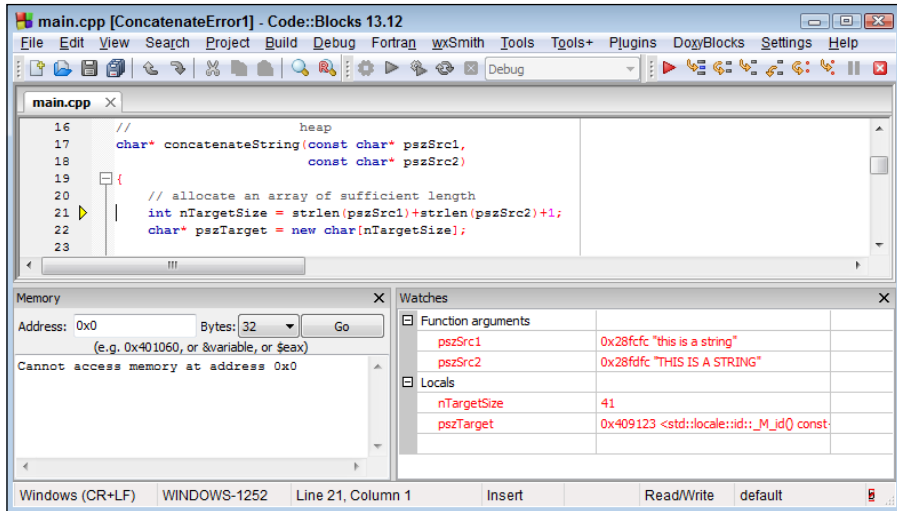 main.cpp [ConcatenateError1] - Code::Blocks 13.12
File Edit View Search Project Build Debug Fortran wxSmith Tools Tools+ Plugins DoxyBlocks Settings Help
Debug
main.cpp
16 // heap
17 char* concatenateString(const char* pszSrc1,
18 const char* pszSrc2)
19 {
20 // allocate an array of sufficient length
21 int nTargetSize = strlen(pszSrc1)+strlen(pszSrc2)+1;
22 char* pszTarget = new char[nTargetSize];
23
Memory
Address: 0x0 Bytes: 32 Go
(e.g. 0x401060, or &variable, or $eax)
Cannot access memory at address 0x0
Watches
Function arguments
pszSrc1 0x28fcfc "this is a string"
pszSrc2 0x28fdfc "THIS IS A STRING"
Locals
nTargetSize 41
pszTarget 0x409123 <std::locale::id::_M_id() const
Windows (CR+LF) WINDOWS-1252 Line 21, Column 1 Insert Read/Write default